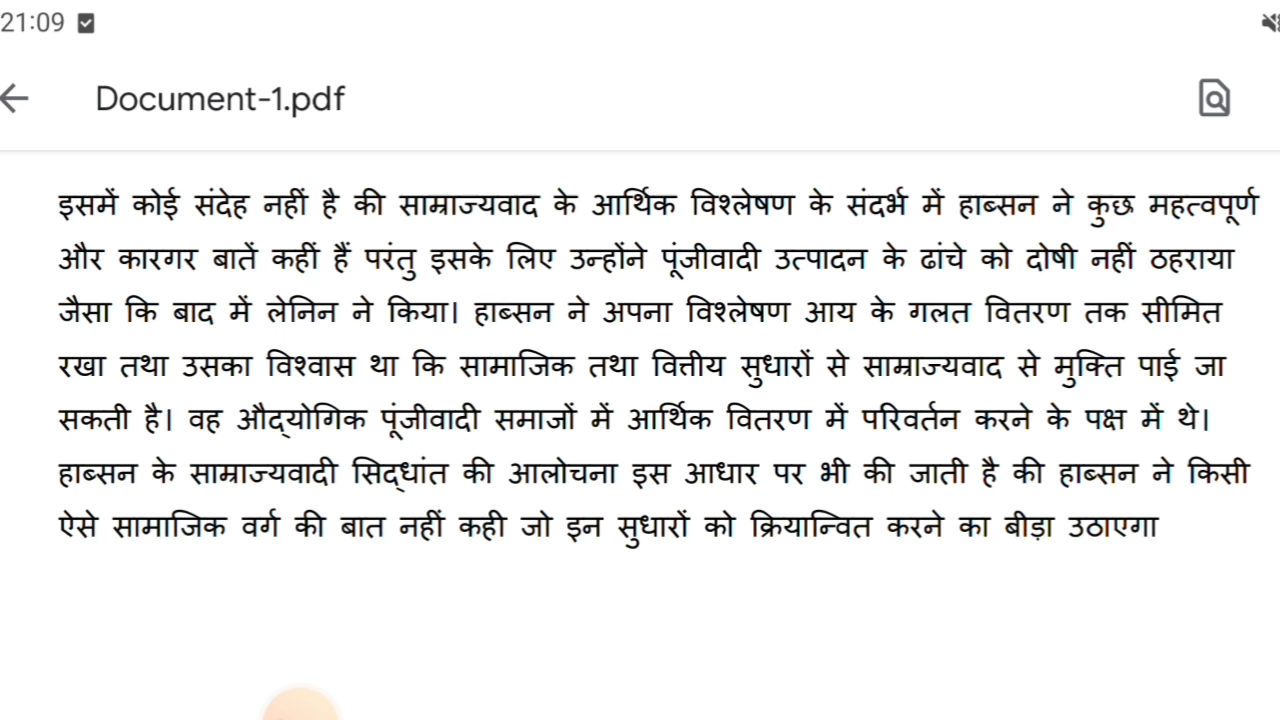 21:09
Document-1.pdf
इसमें कोई संदेह नहीं है की साम्राज्यवाद के आर्थिक विश्लेषण के संदर्भ में हाब्सन ने कुछ महत्वपूर्ण
और कारगर बातें कहीं हैं परंतु इसके लिए उन्होंने पूंजीवादी उत्पादन के ढांचे को दोषी नहीं ठहराया
जैसा कि बाद में लेनिन ने किया। हाब्सन ने अपना विश्लेषण आय के गलत वितरण तक सीमित
रखा तथा उसका विश्वास था कि सामाजिक तथा वित्तीय सुधारों से साम्राज्यवाद से मुक्ति पाई जा
सकती है। वह औद्योगिक पूंजीवादी समाजों में आर्थिक वितरण में परिवर्तन करने के पक्ष में थे।
हाब्सन के साम्राज्यवादी सिद्धांत की आलोचना इस आधार पर भी की जाती है की हाब्सन ने किसी
ऐसे सामाजिक वर्ग की बात नहीं कही जो इन सुधारों को क्रियान्वित करने का बीड़ा उठाएगा